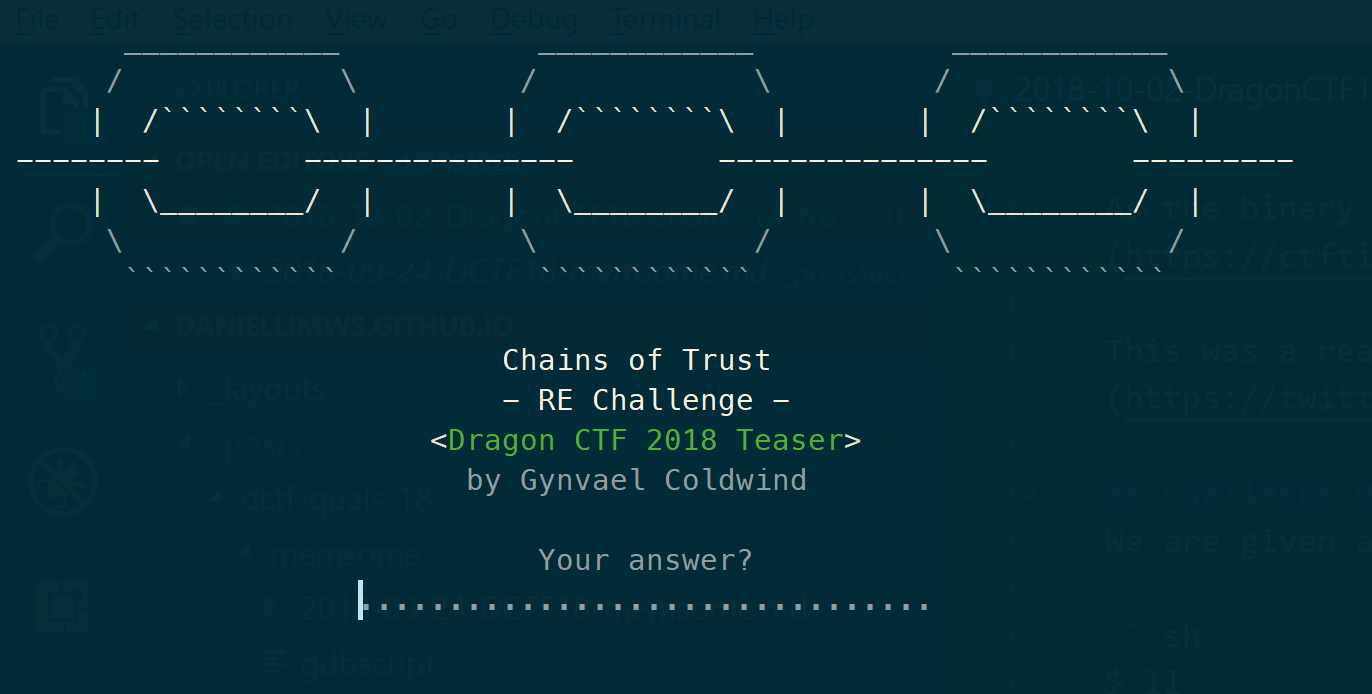 File Edit Selection View Go Debug Terminal Help
EXPLORER
2018-10-02-DragonCTF1
OPEN EDITORS
9
2018-10-02-DragonCTF18-chains-of-tru... U
As the binary
2018-09-24-DCTF18-memsome.md _posts\dct...
(https://ctfti
11
DANIELLIMWS.GITHUB.IO
Chains of Trust
12 This was a rea
_layouts
- RE Challenge -
(https://twitt
_posts
<Dragon CTF 2018 Teaser>
13
by Gynvael Coldwind
dctf-quals-18
14 ## Challenge
15 We are given a
memsome
Your answer?
16
................................
2018-09-24-DCTF18-memsome.md
17 ```sh
gdbscript
18 $ ll